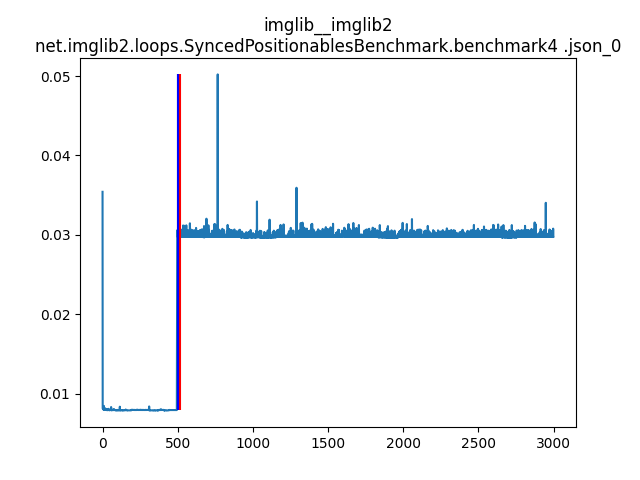 imglib__imglib2
net.imglib2.loops.SyncedPositionablesBenchmark.benchmark4 .json_0
0.05
0.04
0.03
0.02
0.01
0 500 1000 1500 2000 2500 3000